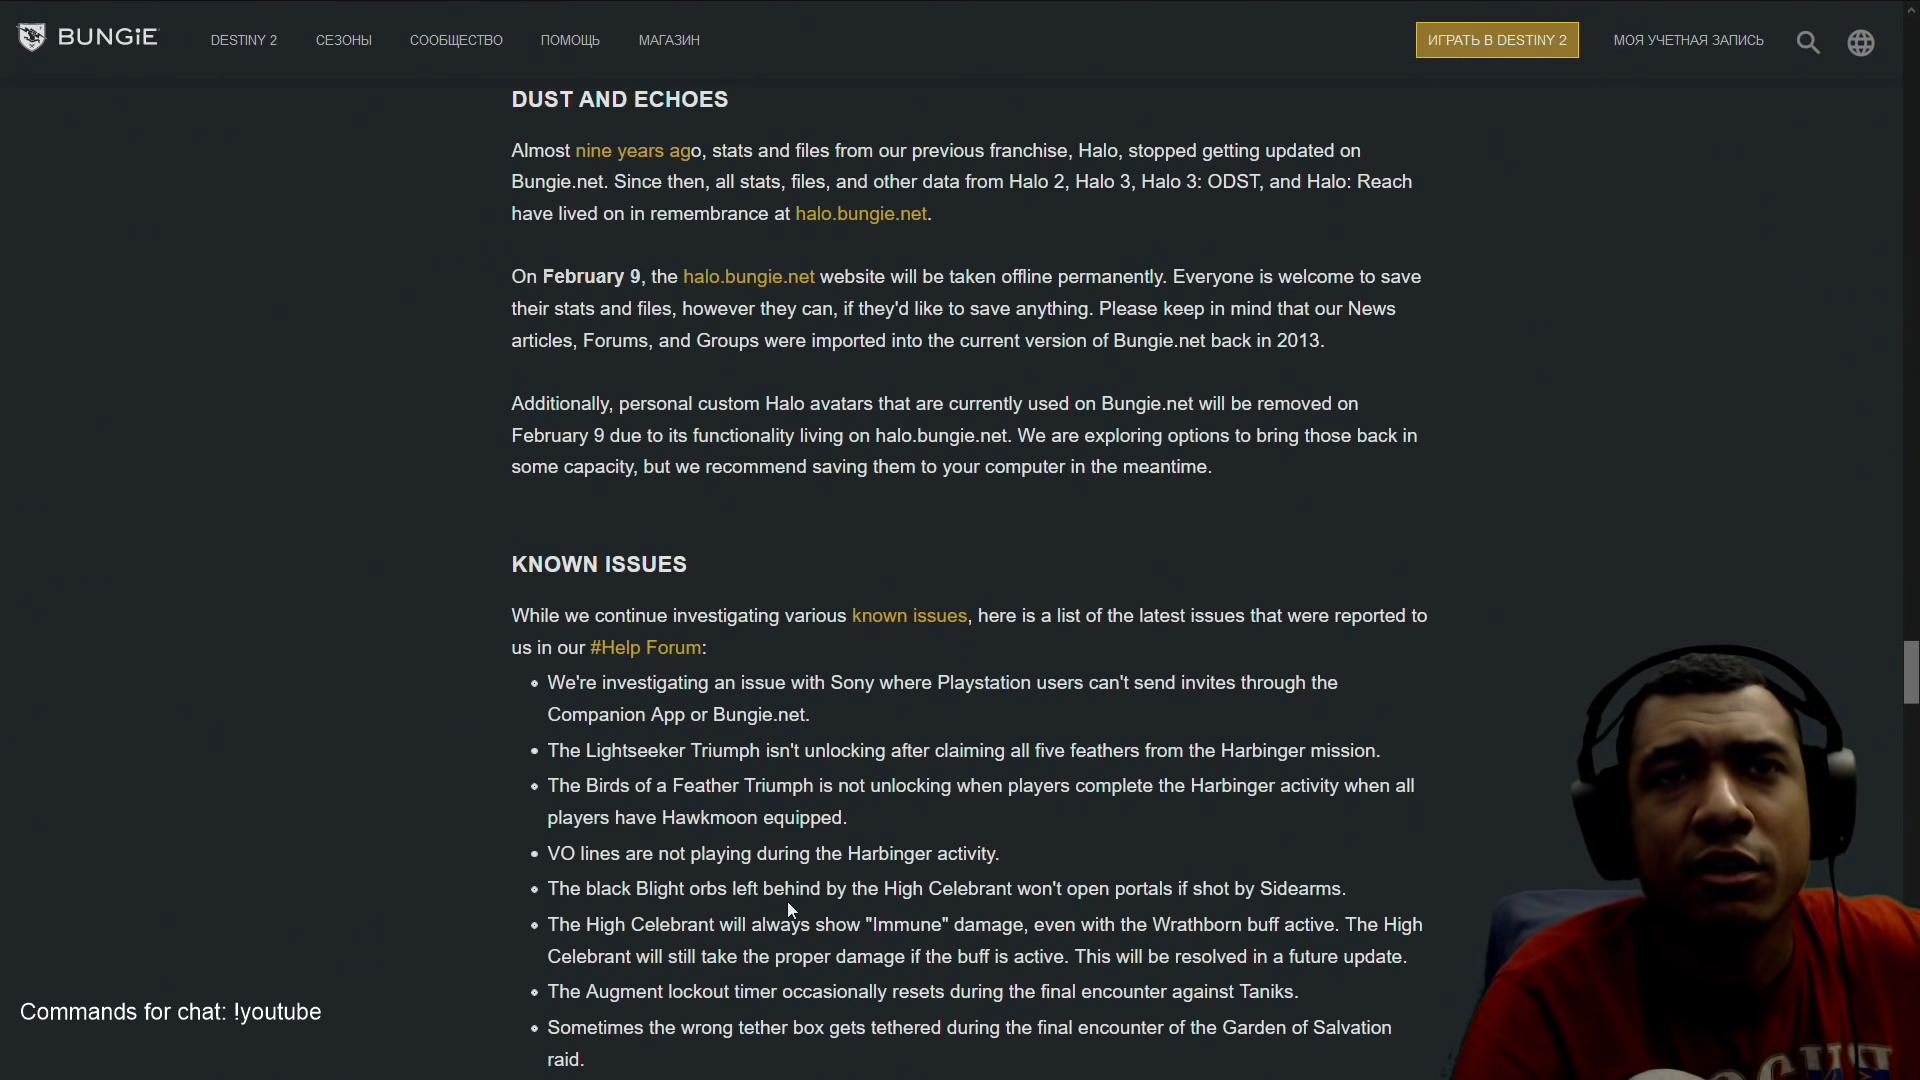 BUNGiE
DESTINY 2
СЕЗОНЫ
СООБЩЕСТВО
ПОМОЩЬ
МАГАЗИН
ИГРАТЬ В DESTINY 2
МОЯ УЧЕТНАЯ ЗАПИСЬ
DUST AND ECHOES
Almost nine years ago, stats and files from our previous franchise, Halo, stopped getting updated on
Bungie.net. Since then, all stats, files, and other data from Halo 2, Halo 3, Halo 3: ODST, and Halo: Reach
have lived on in remembrance at halo.bungie.net.
On February 9, the halo.bungie.net website will be taken offline permanently. Everyone is welcome to save
their stats and files, however they can, if they'd like to save anything. Please keep in mind that our News
articles, Forums, and Groups were imported into the current version of Bungie.net back in 2013.
Additionally, personal custom Halo avatars that are currently used on Bungie.net will be removed on
February 9 due to its functionality living on halo.bungie.net. We are exploring options to bring those back in
some capacity, but we recommend saving them to your computer in the meantime.
KNOWN ISSUES
While we continue investigating various known issues, here is a list of the latest issues that were reported to
us in our #Help Forum:
• We're investigating an issue with Sony where Playstation users can't send invites through the
Companion App or Bungie.net.
• The Lightseeker Triumph isn't unlocking after claiming all five feathers from the Harbinger mission.
• The Birds of a Feather Triumph is not unlocking when players complete the Harbinger activity when all
players have Hawkmoon equipped.
• VO lines are not playing during the Harbinger activity.
• The black Blight orbs left behind by the High Celebrant won't open portals if shot by Sidearms.
• The High Celebrant will always show "Immune" damage, even with the Wrathborn buff active. The High
Celebrant will still take the proper damage if the buff is active. This will be resolved in a future update.
• The Augment lockout timer occasionally resets during the final encounter against Taniks.
• Sometimes the wrong tether box gets tethered during the final encounter of the Garden of Salvation
raid.
Commands for chat: !youtube